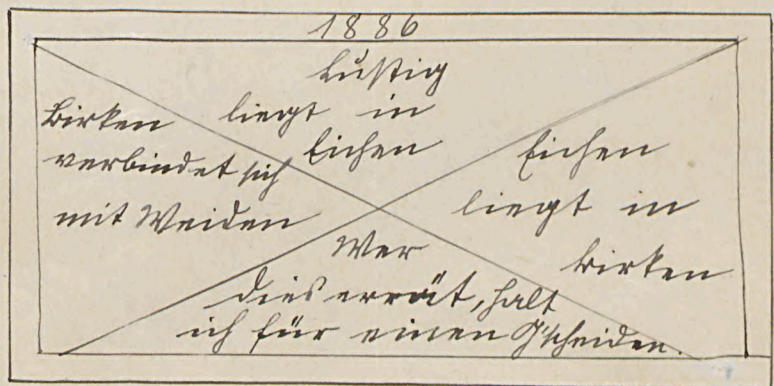 1886
Lustig
liegt in
Eichen
Birken
verbindet sich
mit Weiden
Eichen
liegt in
Birken
Wer
dies errät, halt
ich für einen G'scheiden.